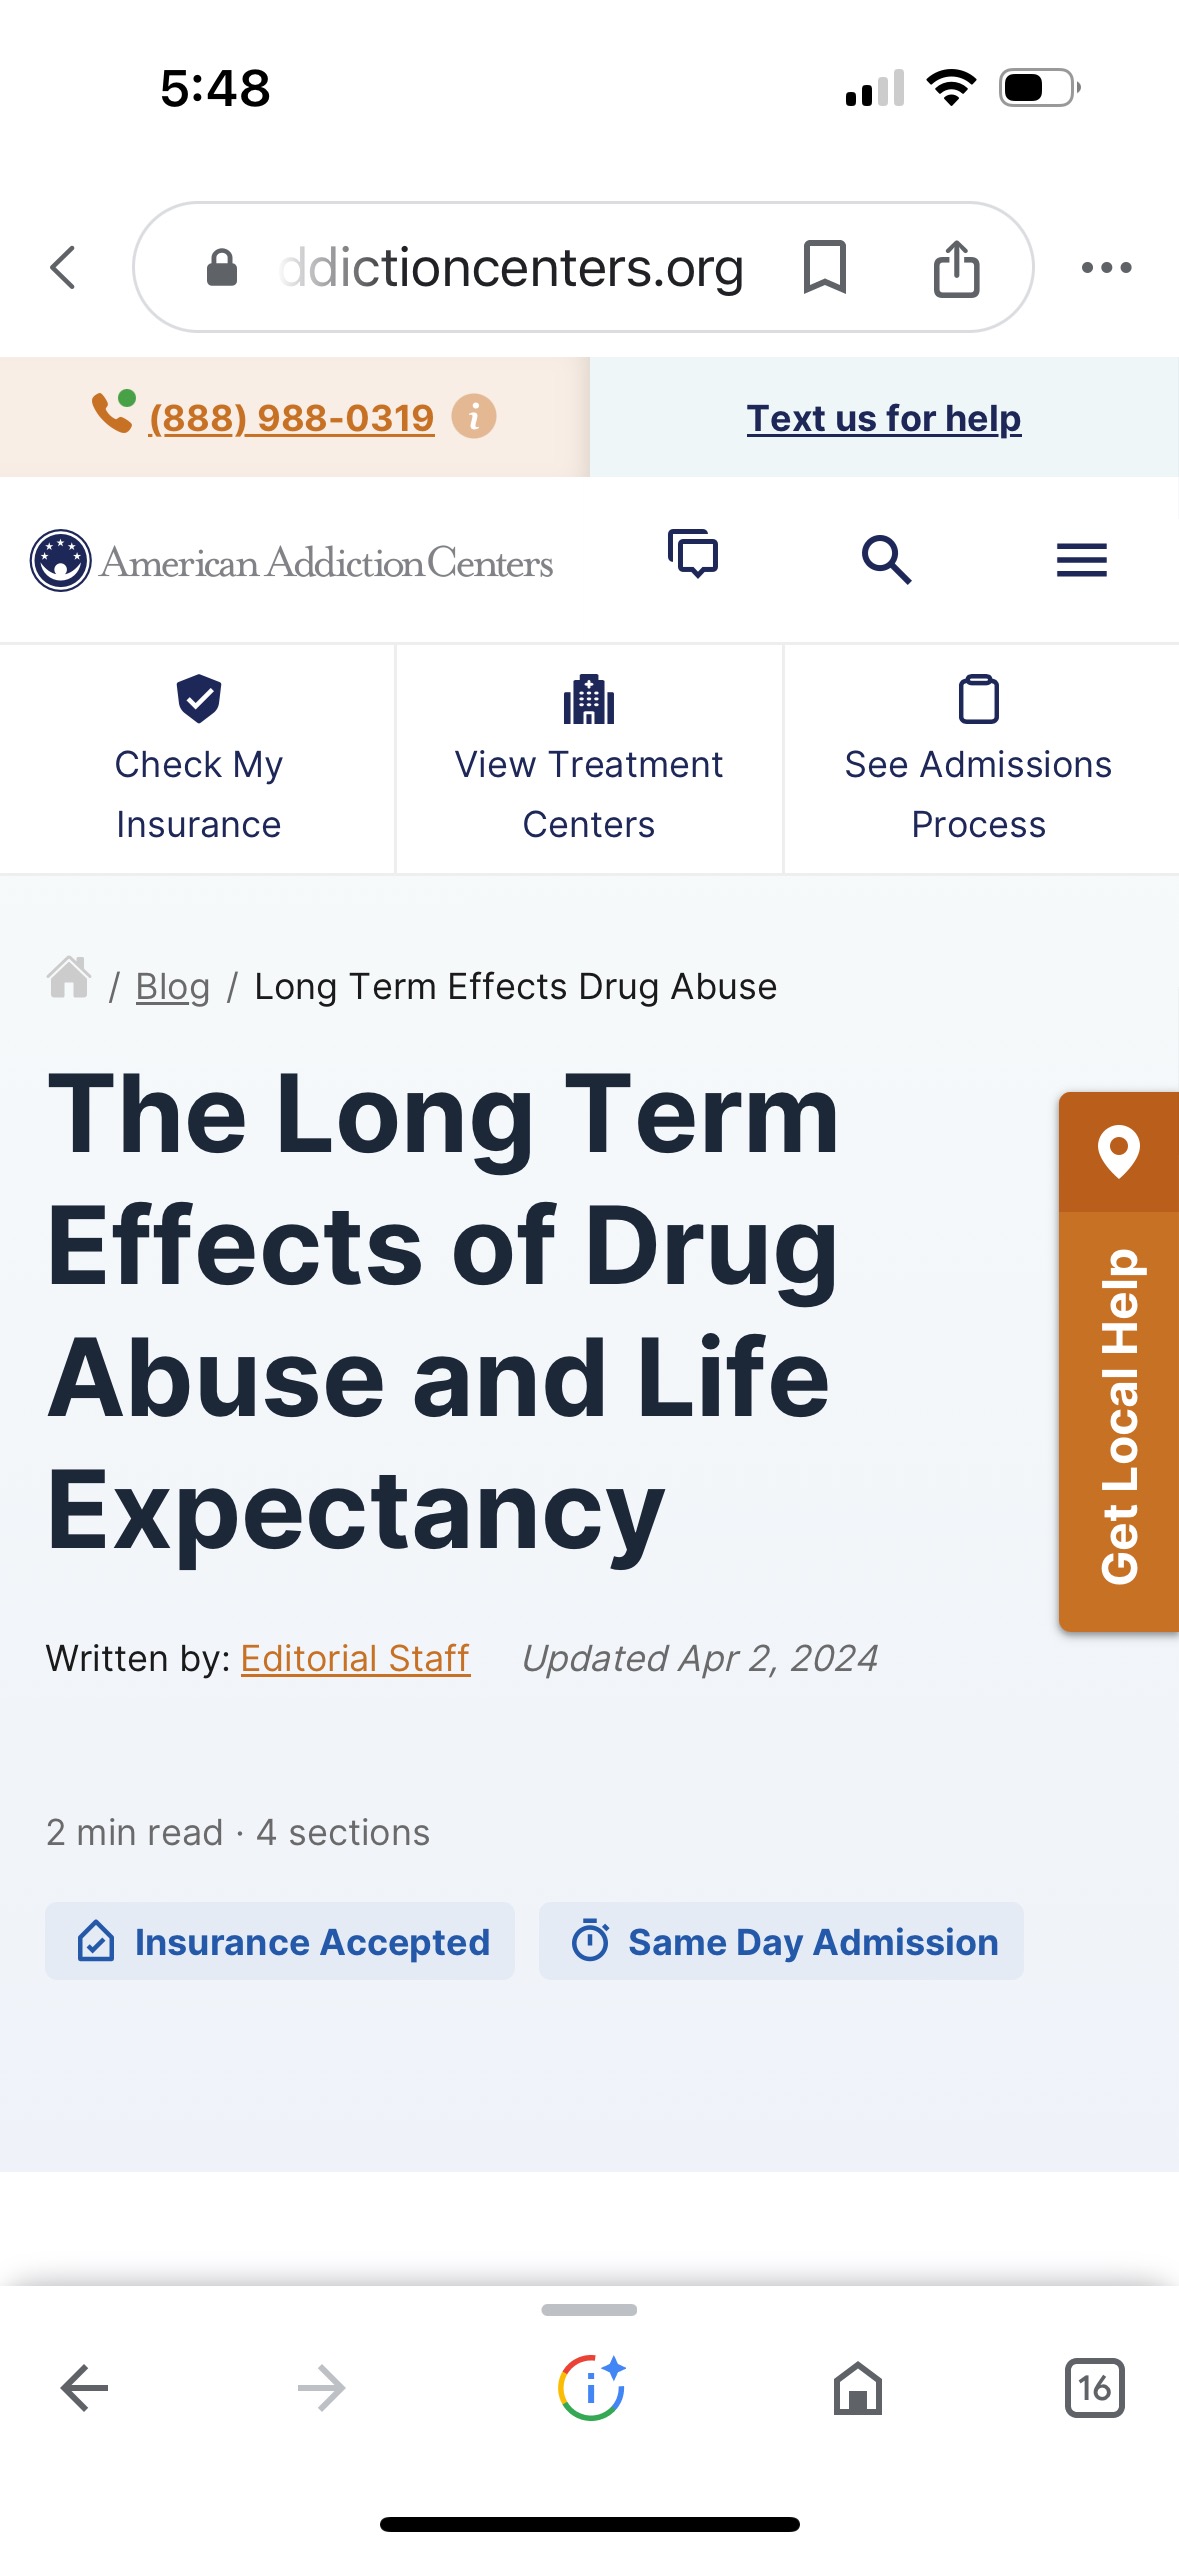 5:48
ddictioncenters.org
(888) 988-0319 i
Text us for help
American Addiction Centers
Check My
Insurance
View Treatment
Centers
See Admissions
Process
/ Blog / Long Term Effects Drug Abuse
The Long Term
Effects of Drug
Abuse and Life
Expectancy
Get Local Help
Written by: Editorial Staff Updated Apr 2, 2024
2 min read · 4 sections
Insurance Accepted
Same Day Admission
i
16